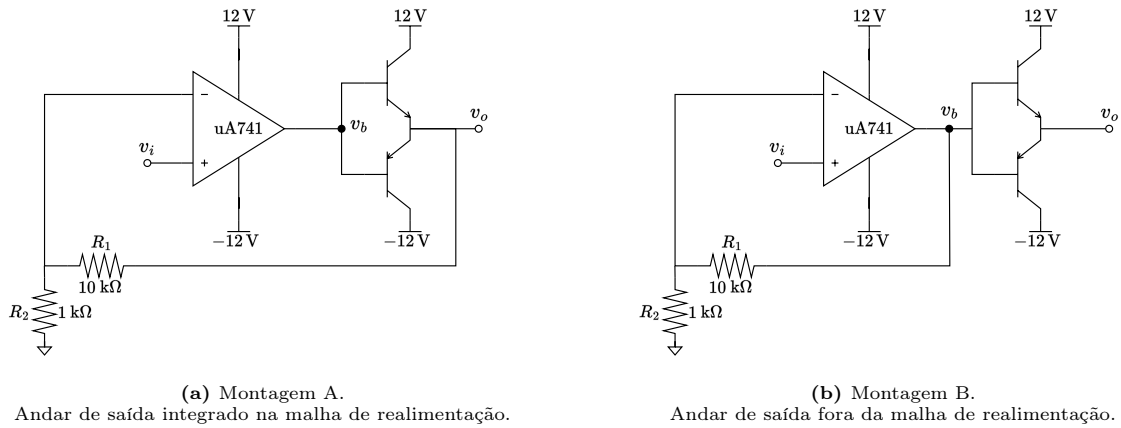 12 V
12 V
uA741
v_b
v_o
v_i
−
+
−12 V
−12 V
R_1
10 kΩ
R_2
1 kΩ
(a) Montagem A.
Andar de saída integrado na malha de realimentação.
12 V
12 V
uA741
v_b
v_o
v_i
−
+
−12 V
−12 V
R_1
10 kΩ
R_2
1 kΩ
(b) Montagem B.
Andar de saída fora da malha de realimentação.